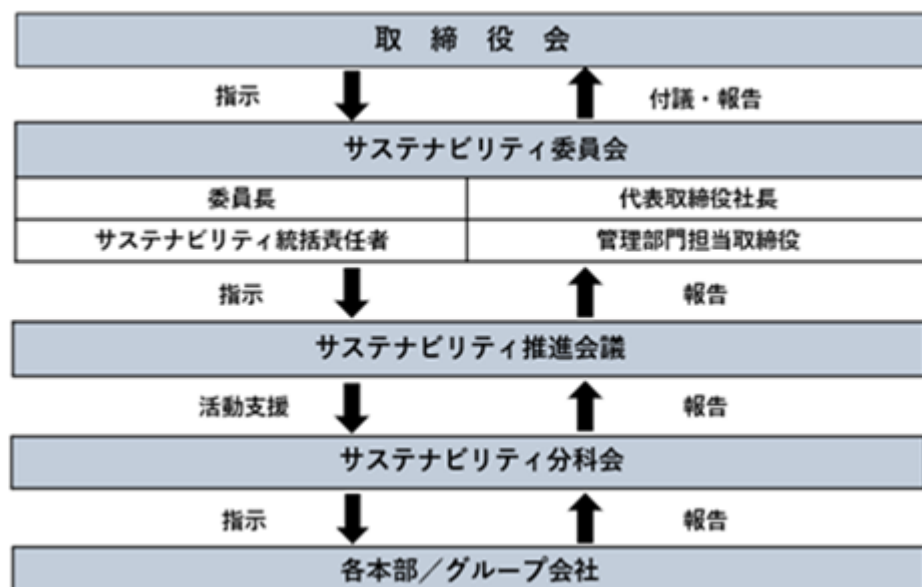 取締役会
指示 付議・報告
サステナビリティ委員会
委員長 代表取締役社長
サステナビリティ統括責任者 管理部門担当取締役
指示 報告
サステナビリティ推進会議
活動支援 報告
サステナビリティ分科会
指示 報告
各本部／グループ会社